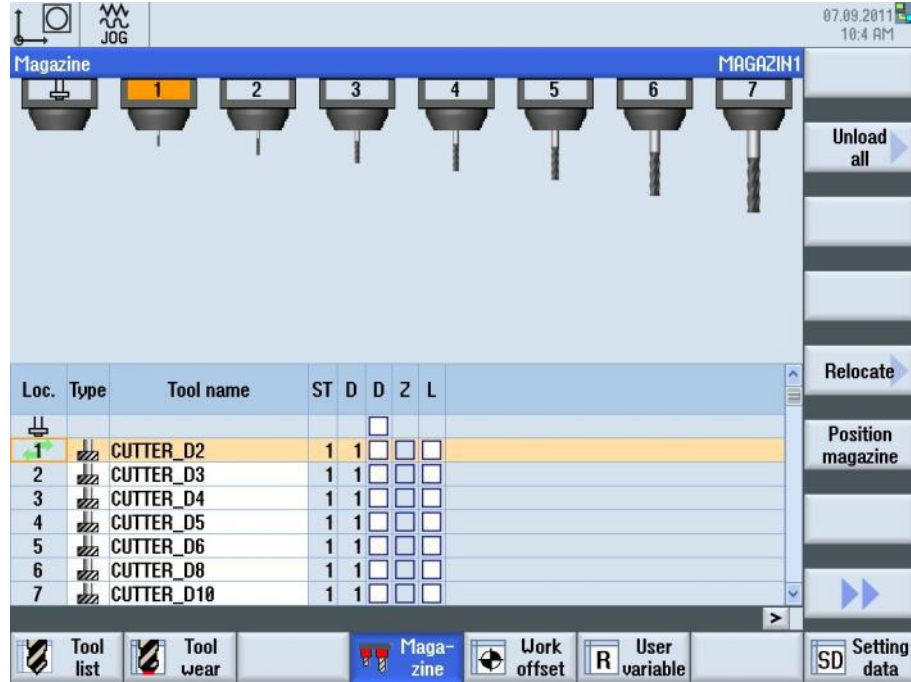 JOG
07.09.2011
10:4 AM
Magazine MAGAZIN1
1 2 3 4 5 6 7
Unload
all
Relocate
Position
magazine
Loc. Type Tool name ST D D Z L
1 CUTTER_D2 1 1
2 CUTTER_D3 1 1
3 CUTTER_D4 1 1
4 CUTTER_D5 1 1
5 CUTTER_D6 1 1
6 CUTTER_D8 1 1
7 CUTTER_D10 1 1
>
Tool
list
Tool
wear
Maga-
zine
Work
offset
R User
variable
SD Setting
data